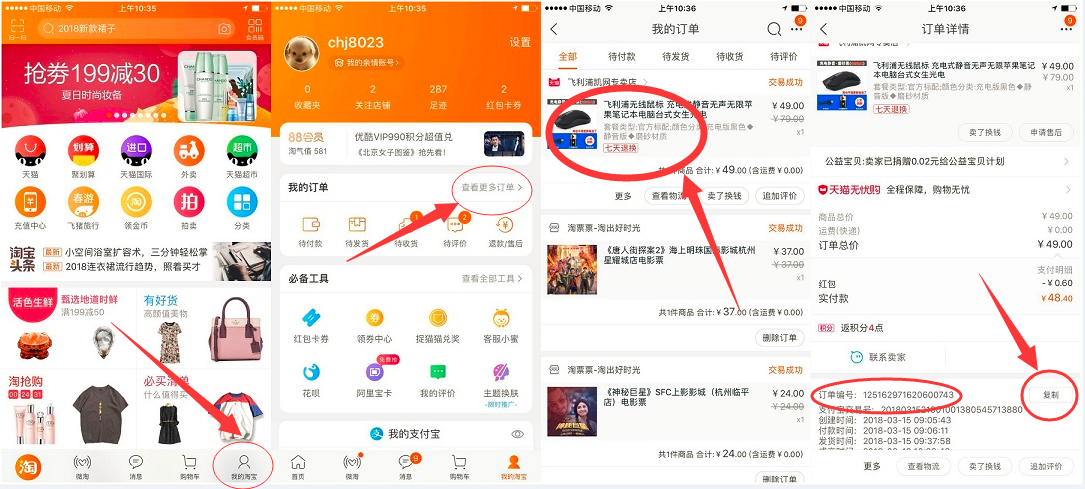 中国移动
上午10:35
扫一扫
2018新款裙子
会员码
抢券199减30
夏日时尚妆备
天猫
聚划算
天猫国际
外卖
天猫超市
充值中心
飞猪旅行
领金币
拍卖
分类
淘宝头条
最新 小空间浴室扩容术，三分钟轻松掌
最新 2018连衣裙流行趋势，照着买才
活色生鲜
甄选地道时鲜
满199减50
有好货
高颜值美物
淘抢购
00 24 31
必买清单
什么值得买
淘
微淘
消息
购物车
我的淘宝
中国移动
上午10:35
chj8023
设置
我的亲情账号
0 2 287 2
收藏夹 关注店铺 足迹 红包卡券
88会员
淘气值 581
优酷VIP990积分超值兑
《北京女子图鉴》抢先看!
我的订单
查看更多订单
1 2
待付款 待发货 待收货 待评价 退款/售后
必备工具
查看全部工具
红包卡券 领券中心 捉猫猫兑奖 客服小蜜
免费抢
花呗 阿里宝卡 我的评价 主题换肤
-限时推广-
我的支付宝
9
首页 微淘 消息 购物车 我的淘宝
中国移动
上午10:36
我的订单
9
全部 待付款 待发货 待收货 待评价
飞利浦凯网专卖店
交易成功
飞利浦无线鼠标 充电式静音无声无限苹
果笔记本电脑台式女生光电
套餐类型:官方标配;颜色分类:充电版黑色◆
静音版◆磨砂材质
七天退换
¥ 49.00
¥ 79.00
x1
件商品 合计: ¥ 49.00 (含运费 ¥ 0.00)
更多 查看物流 卖了换钱 追加评价
淘票票-淘出好时光
交易成功
《唐人街探案2》海上明珠国际影城杭州
星耀城店电影票
¥ 37.00
¥ 37.00
x1
共1件商品 合计: ¥ 37.00 (含运费 ¥ 0.00)
删除订单
淘票票-淘出好时光
交易成功
《神秘巨星》SFC上影影城（杭州临平
店）电影票
¥ 24.00
¥ 24.00
x1
共1件商品 合计: ¥ 24.00 (含运费 ¥ 0.00)
中国移动
上午10:36
订单详情
9
飞利浦无线鼠标 充电式静音无声无限苹果笔记
本电脑台式女生光电
套餐类型:官方标配;颜色分类:充电版黑色◆静
音版◆磨砂材质
七天退换
¥ 49.00
¥ 79.00
x1
卖了换钱 申请售后
公益宝贝:卖家已捐赠0.02元给公益宝贝计划
天猫无忧购 全程保障，购物无忧
商品总价 ¥ 49.00
运费(快递) ¥ 0.00
订单总价 ¥ 49.00
支付明细
红包 -¥ 0.60
实付款 ¥ 48.40
积分 返积分4点
联系卖家
订单编号: 125162971620600743
复制
创建时间: 2018-03-15 09:05:43
付款时间: 2018-03-15 09:06:11
发货时间: 2018-03-15 09:37:58
更多 查看物流 卖了换钱 追加评价